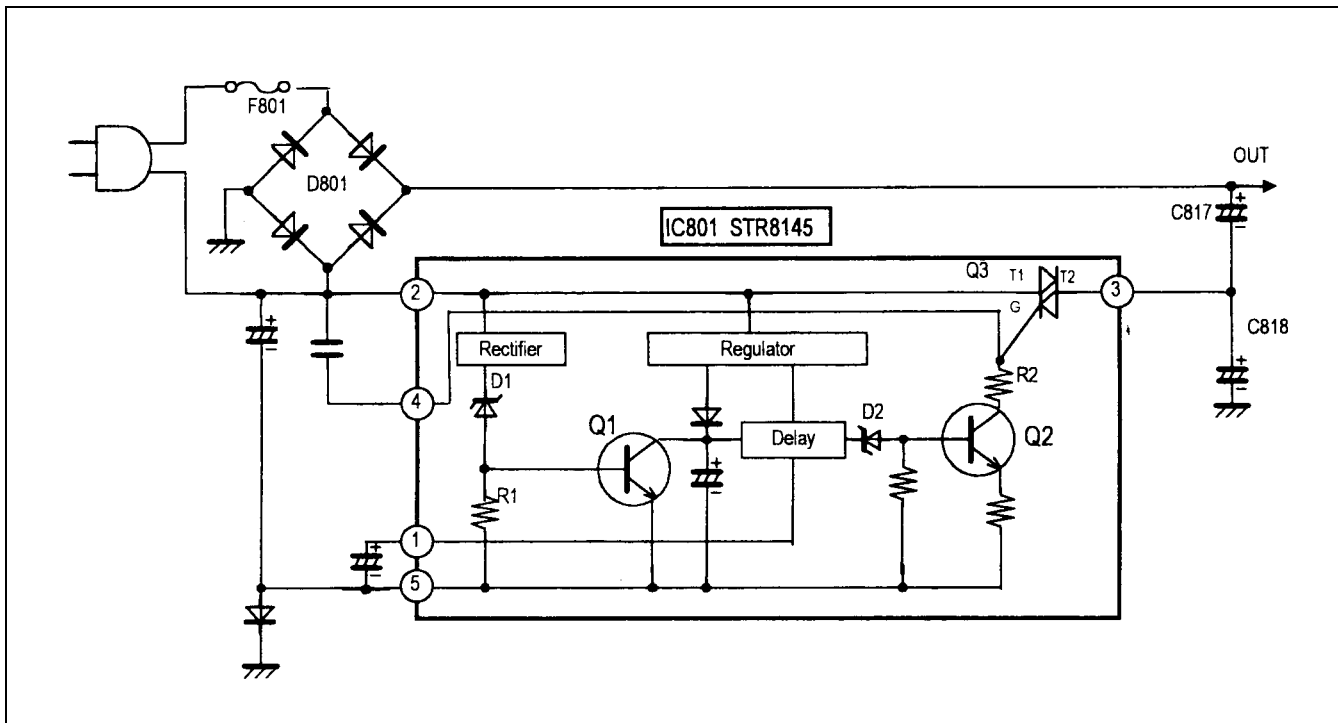 F801
D801
OUT
C817
+
−
IC801 STR8145
Q3
T1
T2
G
2
3
C818
+
−
+
−
Rectifier
Regulator
R2
D1
4
Q1
D2
Delay
Q2
+
−
R1
1
+
−
5